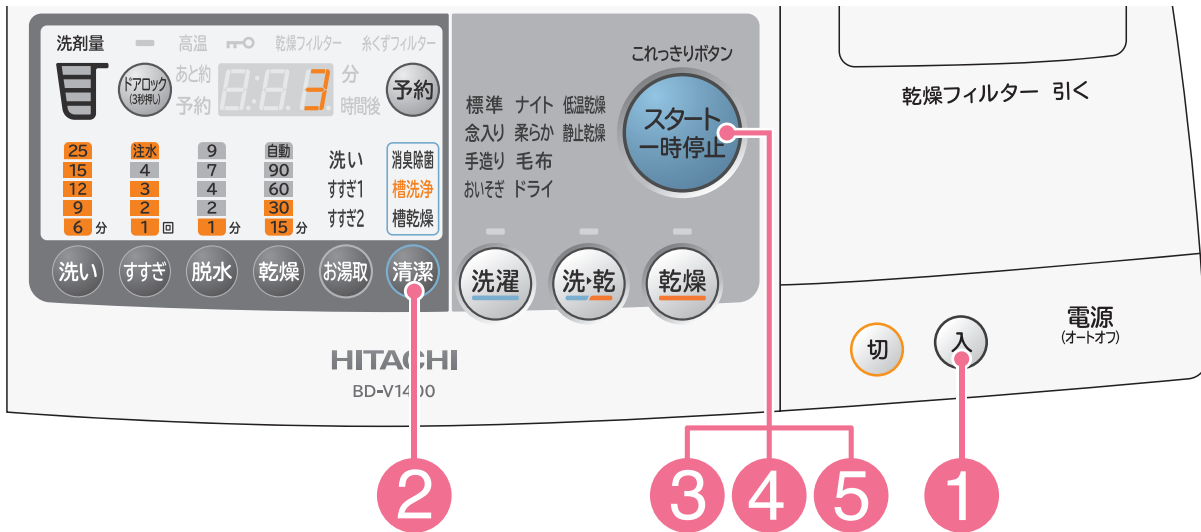 洗剤量
高温
乾燥フィルター
糸くずフィルター
ドアロック
(3秒押し)
あと約
予約
8:8.3
分
時間後
予約
25 注水 9 自動
15 4 7 90
12 3 4 60
9 2 2 30
6分 1回 1分 15分
洗い
すすぎ1
すすぎ2
消臭除菌
槽洗浄
槽乾燥
洗い すすぎ 脱水 乾燥 お湯取 清潔
これっきりボタン
標準 ナイト 低温乾燥
念入り 柔らか 静止乾燥
手造り 毛布
おいそぎ ドライ
スタート
一時停止
洗濯 洗・乾 乾燥
HITACHI
BD-V1400
乾燥フィルター 引く
切 入
電源
(オートオフ)
2 3 4 5 1